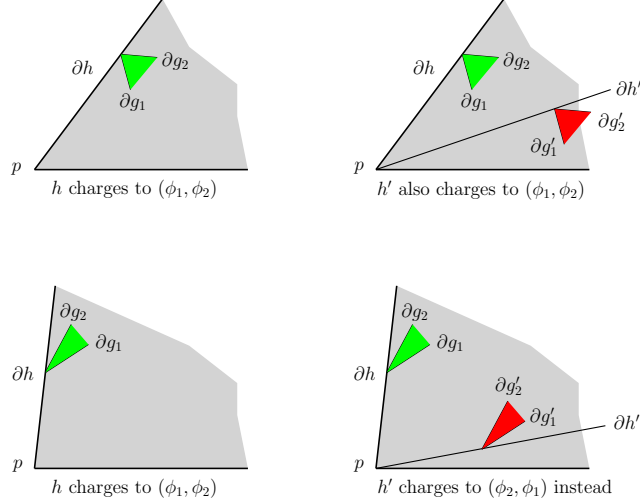 ∂h
∂g₂
∂g₁
p
h charges to (ϕ₁, ϕ₂)
∂h
∂g₂
∂g₁
∂h′
∂g′₂
∂g′₁
p
h′ also charges to (ϕ₁, ϕ₂)
∂g₂
∂g₁
∂h
p
h charges to (ϕ₁, ϕ₂)
∂g₂
∂g₁
∂h
∂g′₂
∂g′₁
∂h′
p
h′ charges to (ϕ₂, ϕ₁) instead